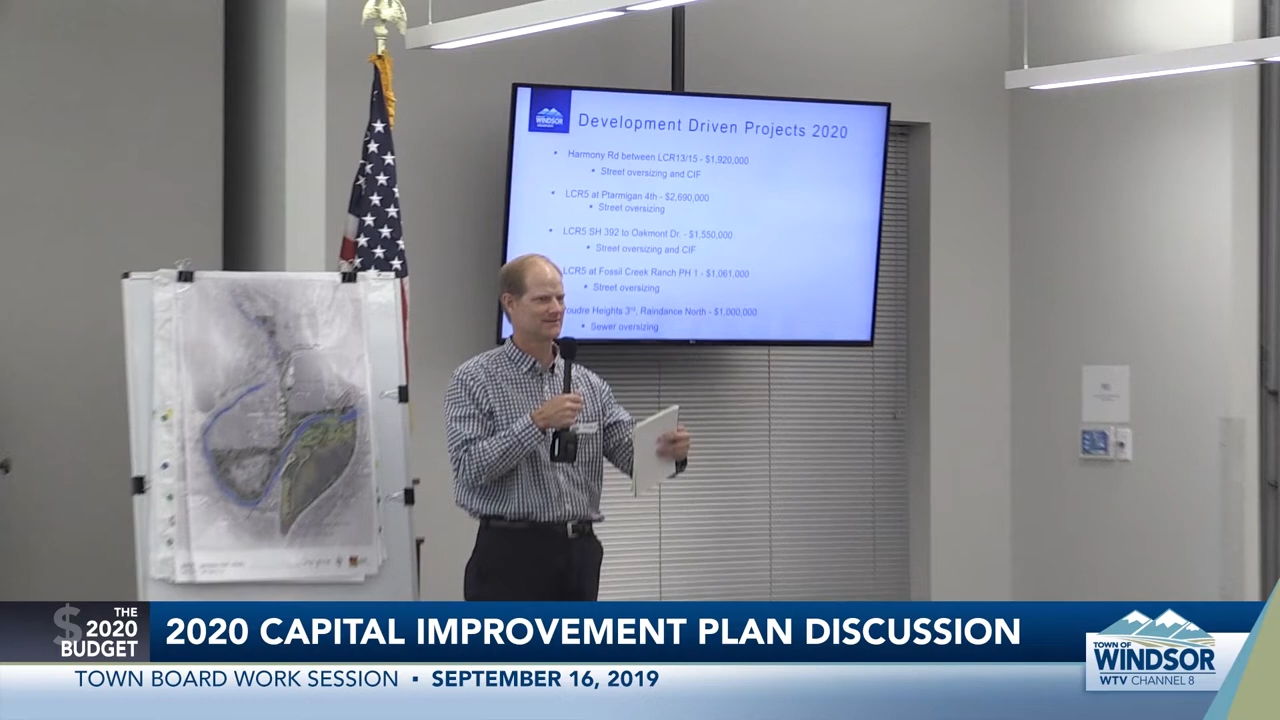 WINDSOR
Development Driven Projects 2020
▪ Harmony Rd between LCR13/15 - $1,920,000
▪ Street oversizing and CIF
▪ LCR5 at Ptarmigan 4th - $2,690,000
▪ Street oversizing
▪ LCR5 SH 392 to Oakmont Dr. - $1,550,000
▪ Street oversizing and CIF
LCR5 at Fossil Creek Ranch PH 1 - $1,061,000
▪ Street oversizing
oudre Heights 3rd, Raindance North - $1,000,000
▪ Sewer oversizing
$ THE
2020
BUDGET
2020 CAPITAL IMPROVEMENT PLAN DISCUSSION
TOWN BOARD WORK SESSION ▪ SEPTEMBER 16, 2019
TOWN OF
WINDSOR
WTV CHANNEL 8